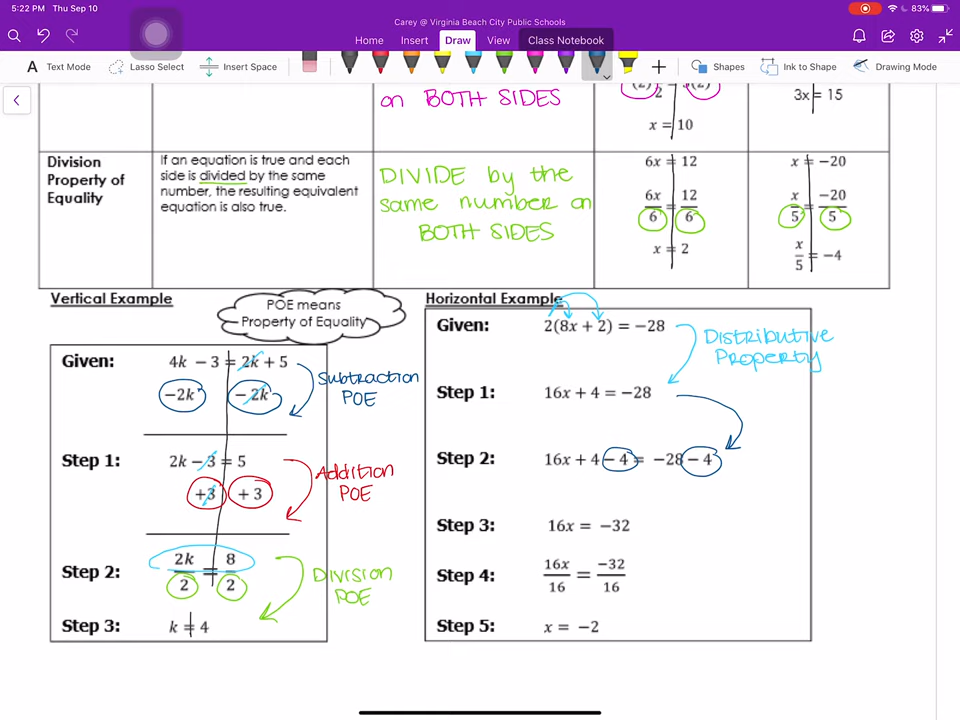 5:22 PM Thu Sep 10
83%
Carey @ Virginia Beach City Public Schools
Home Insert Draw View Class Notebook
A Text Mode Lasso Select Insert Space Shapes Ink to Shape Drawing Mode
on BOTH SIDES
3x = 15
x = 10
Division
Property of
Equality
If an equation is true and each
side is divided by the same
number, the resulting equivalent
equation is also true.
DIVIDE by the
same number on
BOTH SIDES
6x = 12
6x/6 = 12/6
x = 2
x = −20
x/5 = −20/5
x/5 = −4
Vertical Example
POE means
Property of Equality
Given: 4k − 3 = 2k + 5
−2k −2k
Subtraction
POE
Step 1: 2k − 3 = 5
+3 +3
Addition
POE
Step 2: 2k/2 = 8/2
Division
POE
Step 3: k = 4
Horizontal Example
Given: 2(8x + 2) = −28
Distributive
Property
Step 1: 16x + 4 = −28
Step 2: 16x + 4 − 4 = −28 − 4
Step 3: 16x = −32
Step 4: 16x/16 = −32/16
Step 5: x = −2